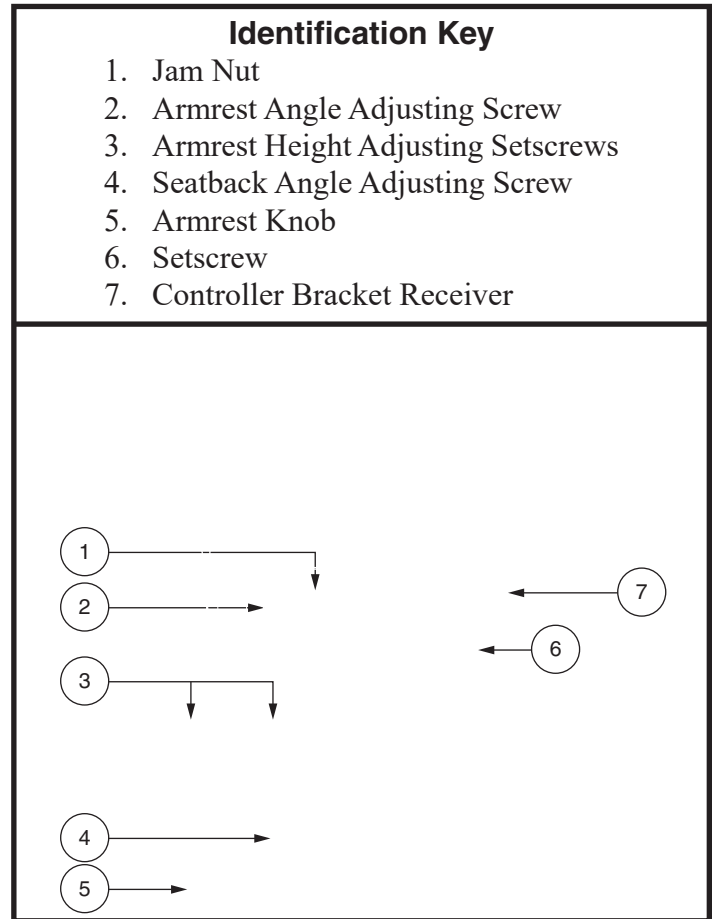 Identification Key
1. Jam Nut
2. Armrest Angle Adjusting Screw
3. Armrest Height Adjusting Setscrews
4. Seatback Angle Adjusting Screw
5. Armrest Knob
6. Setscrew
7. Controller Bracket Receiver
1
7
2
6
3
4
5